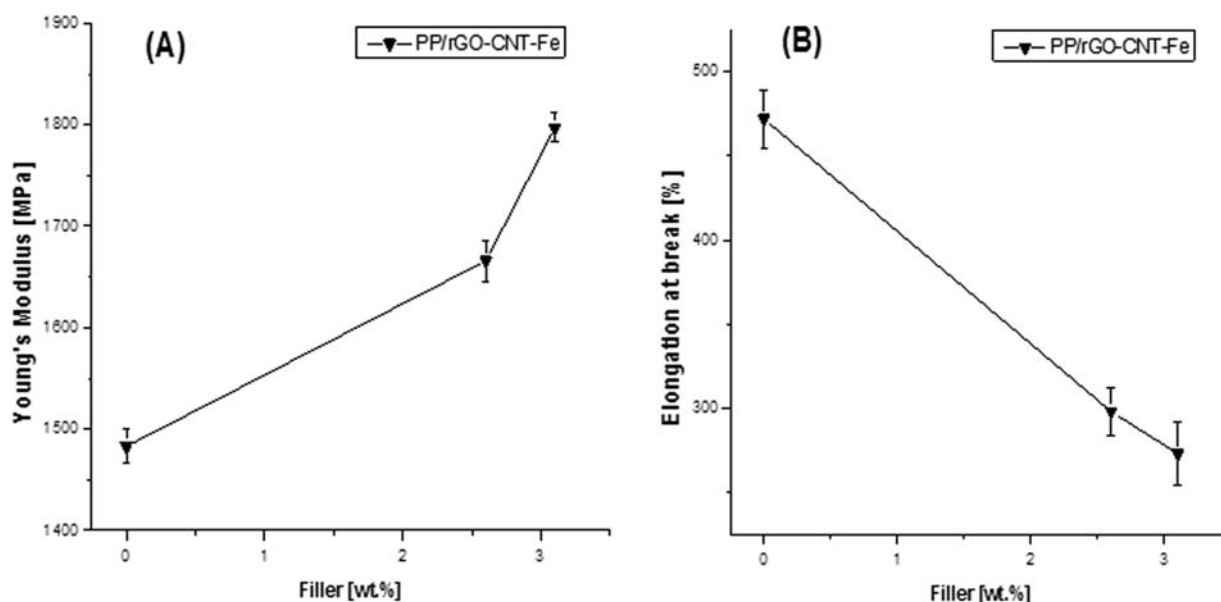 (A)
PP/rGO-CNT-Fe
Young's Modulus [MPa]
1900
1800
1700
1600
1500
1400
0 1 2 3
Filler [wt.%]
(B)
PP/rGO-CNT-Fe
Elongation at break [%]
500
400
300
0 1 2 3
Filler [wt.%]